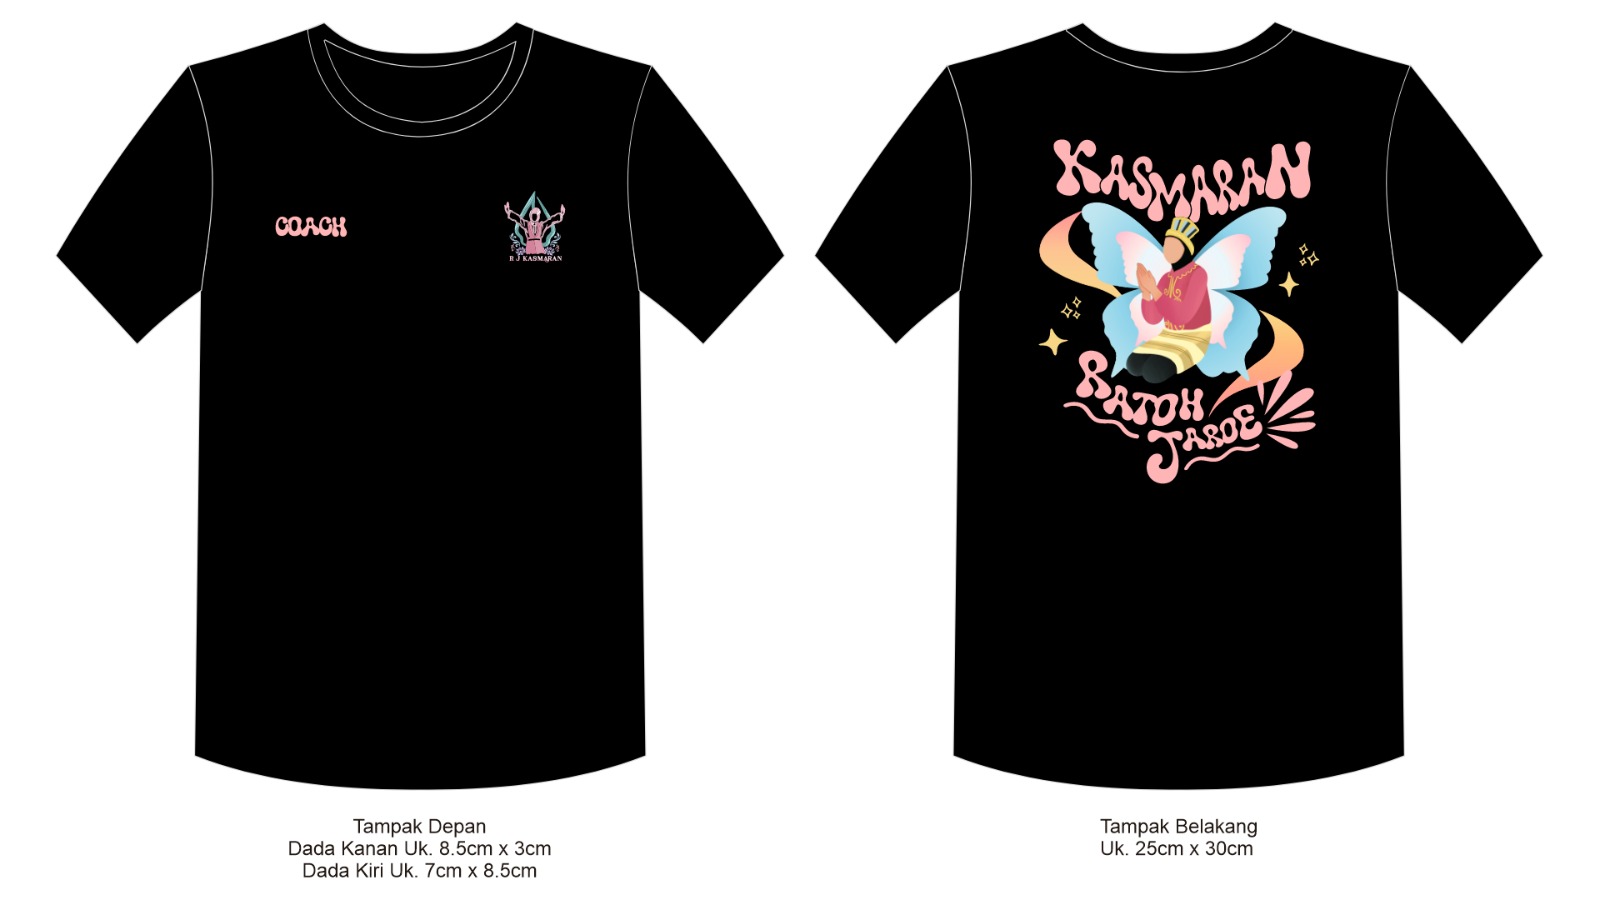 COACH
R J KASMARAN
KASMARAN
RATOH
JAROE
Tampak Depan
Dada Kanan Uk. 8.5cm x 3cm
Dada Kiri Uk. 7cm x 8.5cm
Tampak Belakang
Uk. 25cm x 30cm